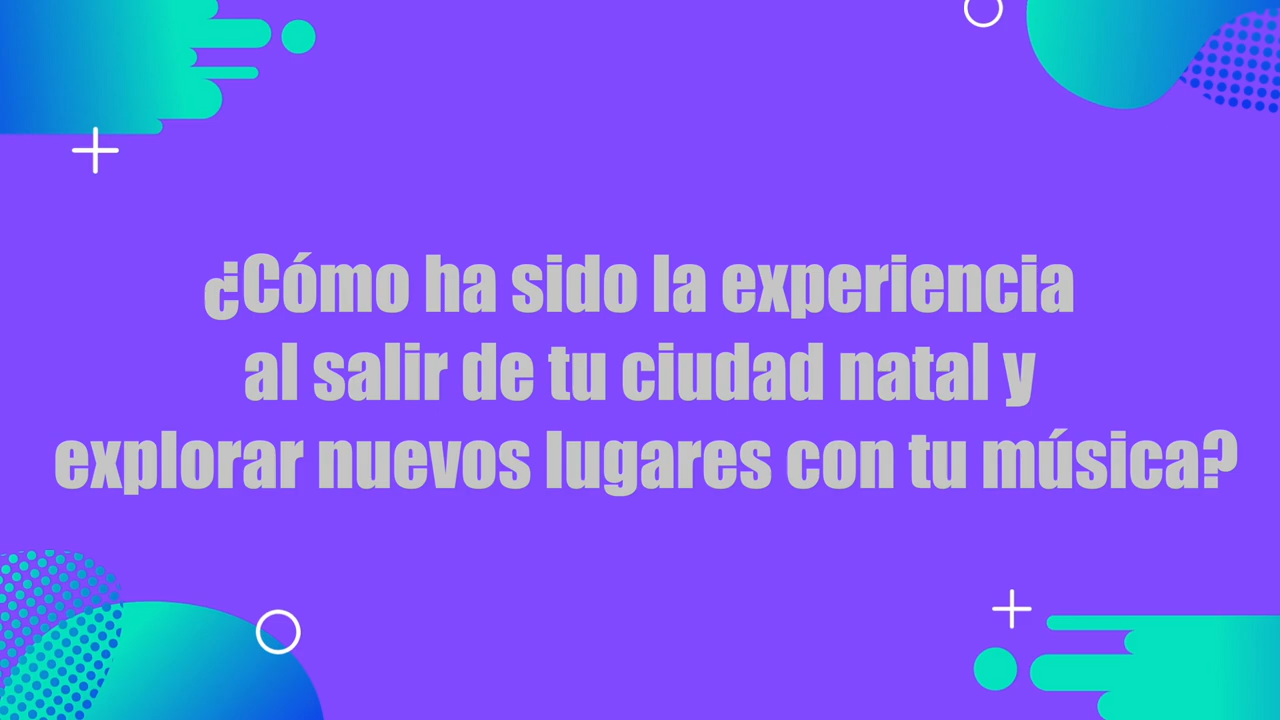 ¿Cómo ha sido la experiencia
al salir de tu ciudad natal y
explorar nuevos lugares con tu música?